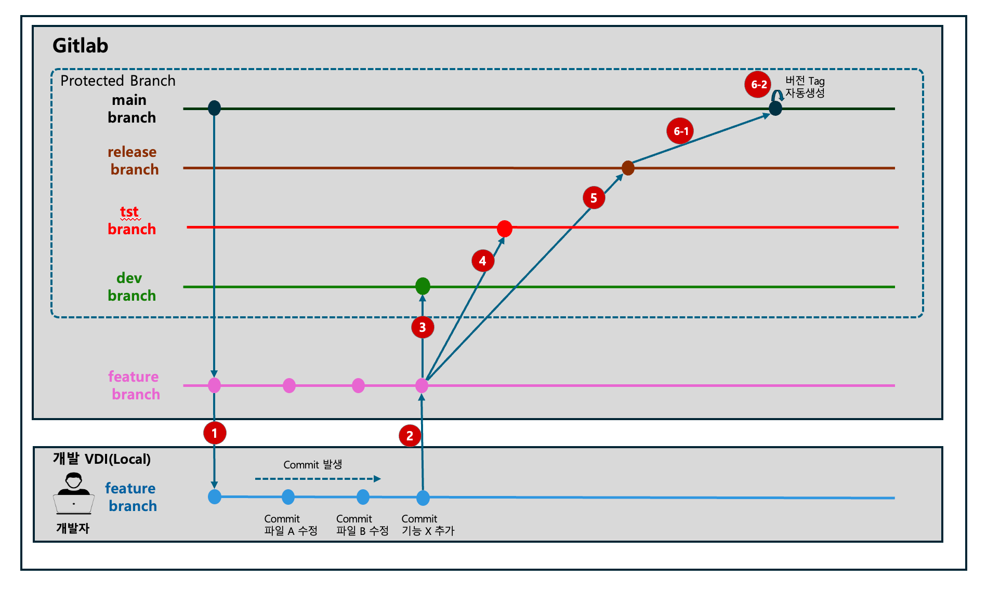 Gitlab
Protected Branch
main
branch
6-2
버전 Tag
자동생성
6-1
release
branch
5
tst
branch
4
dev
branch
3
feature
branch
1
2
개발 VDI(Local)
Commit 발생
feature
branch
개발자
Commit
파일 A 수정
Commit
파일 B 수정
Commit
기능 X 추가